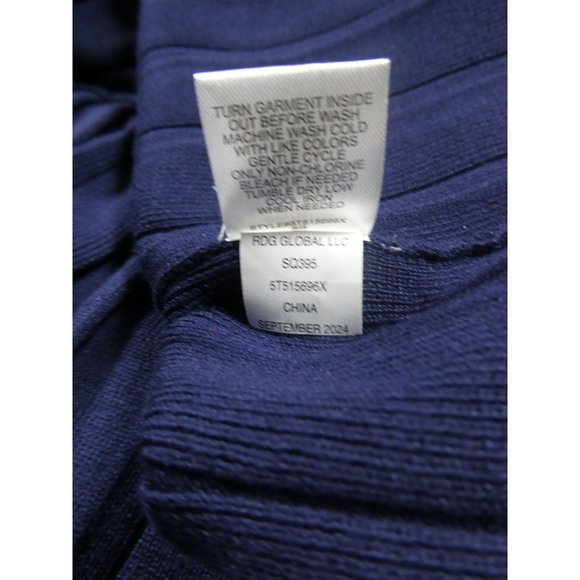 TURN GARMENT INSIDE
OUT BEFORE WASH
MACHINE WASH COLD
WITH LIKE COLORS
GENTLE CYCLE
ONLY NON-CHLORINE
BLEACH IF NEEDED
TUMBLE DRY LOW
COOL IRON
WHEN NEEDED
RDG GLOBAL LLC
SQ395
5T515696X
CHINA
SEPTEMBER 2024